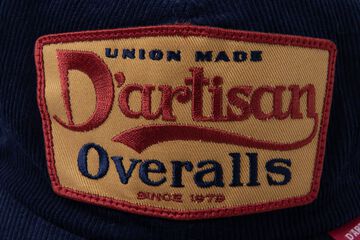 UNION MADE
D'artisan
Overalls
SINCE 1979